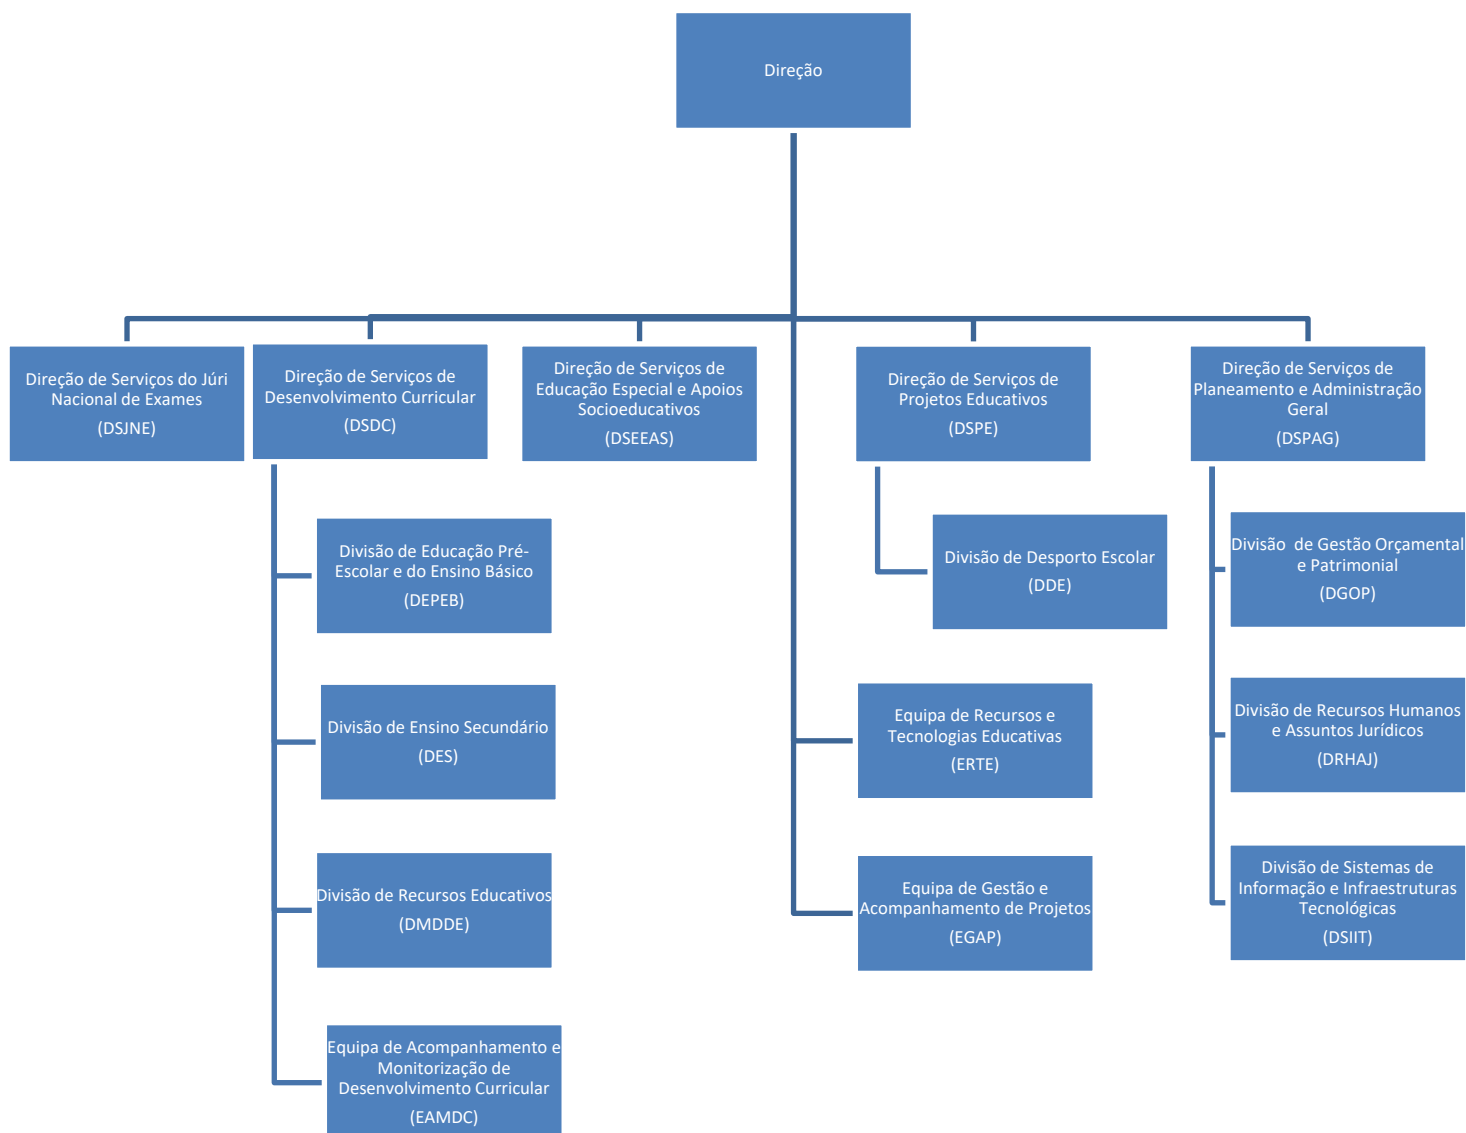 Direção
Direção de Serviços do Júri
Nacional de Exames
(DSJNE)
Direção de Serviços de
Desenvolvimento Curricular
(DSDC)
Direção de Serviços de
Educação Especial e Apoios
Socioeducativos
(DSEEAS)
Direção de Serviços de
Projetos Educativos
(DSPE)
Direção de Serviços de
Planeamento e Administração
Geral
(DSPAG)
Divisão de Educação Pré-
Escolar e do Ensino Básico
(DEPEB)
Divisão de Ensino Secundário
(DES)
Divisão de Recursos Educativos
(DMDDE)
Equipa de Acompanhamento e
Monitorização de
Desenvolvimento Curricular
(EAMDC)
Divisão de Desporto Escolar
(DDE)
Equipa de Recursos e
Tecnologias Educativas
(ERTE)
Equipa de Gestão e
Acompanhamento de Projetos
(EGAP)
Divisão  de Gestão Orçamental
e Patrimonial
(DGOP)
Divisão de Recursos Humanos
e Assuntos Jurídicos
(DRHAJ)
Divisão de Sistemas de
Informação e Infraestruturas
Tecnológicas
(DSIIT)